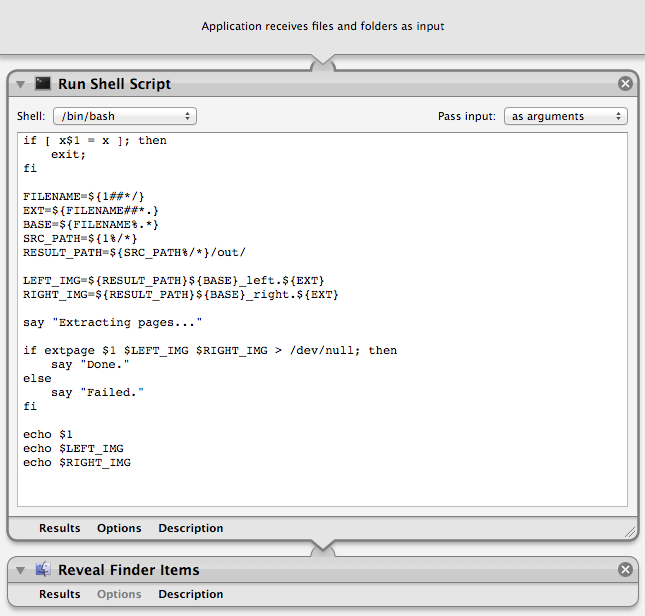 Application receives files and folders as input
Run Shell Script
Shell: /bin/bash Pass input: as arguments
if [ x$1 = x ]; then
    exit;
fi
FILENAME=${1##*/}
EXT=${FILENAME##*.}
BASE=${FILENAME%.*}
SRC_PATH=${1%/*}
RESULT_PATH=${SRC_PATH%/*}/out/
LEFT_IMG=${RESULT_PATH}${BASE}_left.${EXT}
RIGHT_IMG=${RESULT_PATH}${BASE}_right.${EXT}
say "Extracting pages..."
if extpage $1 $LEFT_IMG $RIGHT_IMG > /dev/null; then
    say "Done."
else
    say "Failed."
fi
echo $1
echo $LEFT_IMG
echo $RIGHT_IMG
Results Options Description
Reveal Finder Items
Results Options Description